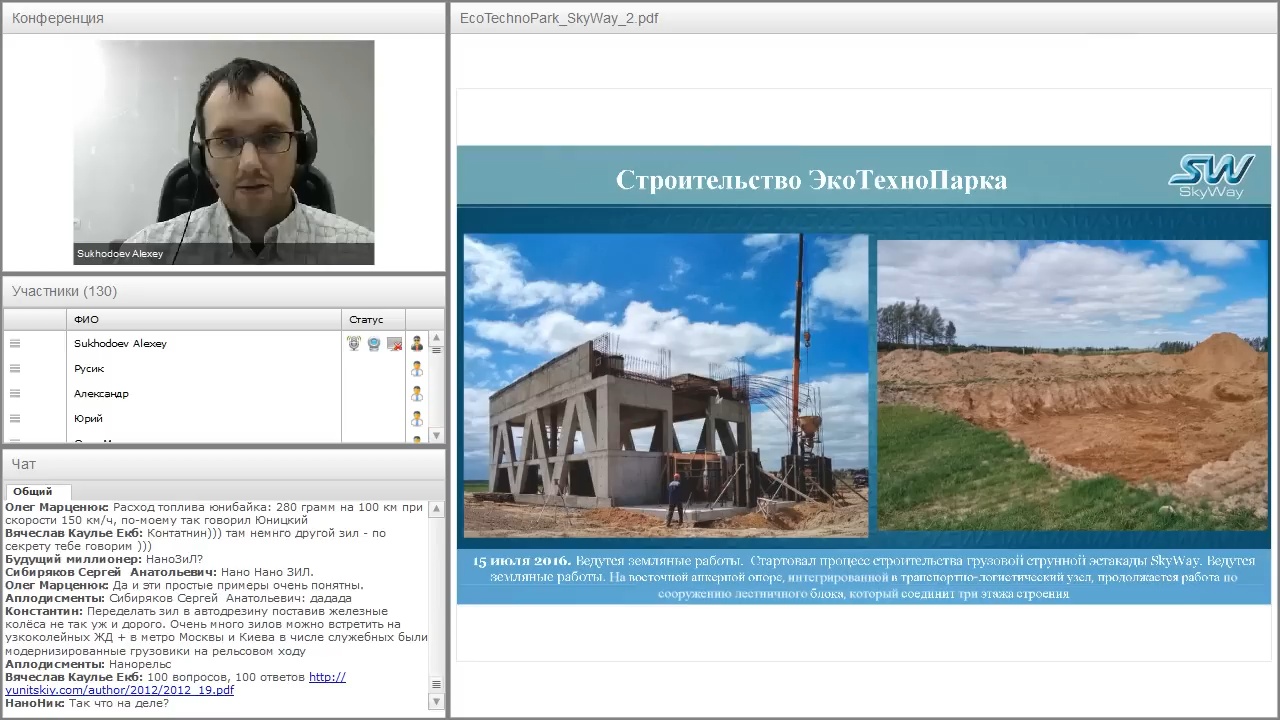 Конференция
Sukhodoev Alexey
Участники (130)
ФИО
Статус
Sukhodoev Alexey
Русик
Александр
Юрий
Чат
Общий
Олег Марценюк: Расход топлива юнибайка: 280 грамм на 100 км при
скорости 150 км/ч, по-моему так говорил Юницкий
Вячеслав Каулье Екб: Контатнин))) там немнго другой зил - по
секрету тебе говорим )))
Будущий миллионер: НаноЗиЛ?
Сибиряков Сергей Анатольевич: Нано Нано ЗИЛ.
Олег Марценюк: Да и эти простые примеры очень понятны.
Аплодисменты: Сибиряков Сергей Анатольевич: дадада
Константин: Переделать зил в автодрезину поставив железные
колёса не так уж и дорого. Очень много зилов можно встретить на
узкоколейных ЖД + в метро Москвы и Киева в числе служебных были
модернизированные грузовики на рельсовом ходу
Аплодисменты: Нанорельс
Вячеслав Каулье Екб: 100 вопросов, 100 ответов http://
yunitskiy.com/author/2012/2012_19.pdf
НаноНик: Так что на деле?
EcoTechnoPark_SkyWay_2.pdf
Строительство ЭкоТехноПарка
SW
SkyWay
15 июля 2016. Ведутся земляные работы. Стартовал процесс строительства грузовой струнной эстакады SkyWay. Ведутся
земляные работы. На восточной анкерной опоре, интегрированной в транспортно-логистический узел, продолжается работа по
сооружению лестничного блока, который соединит три этажа строения